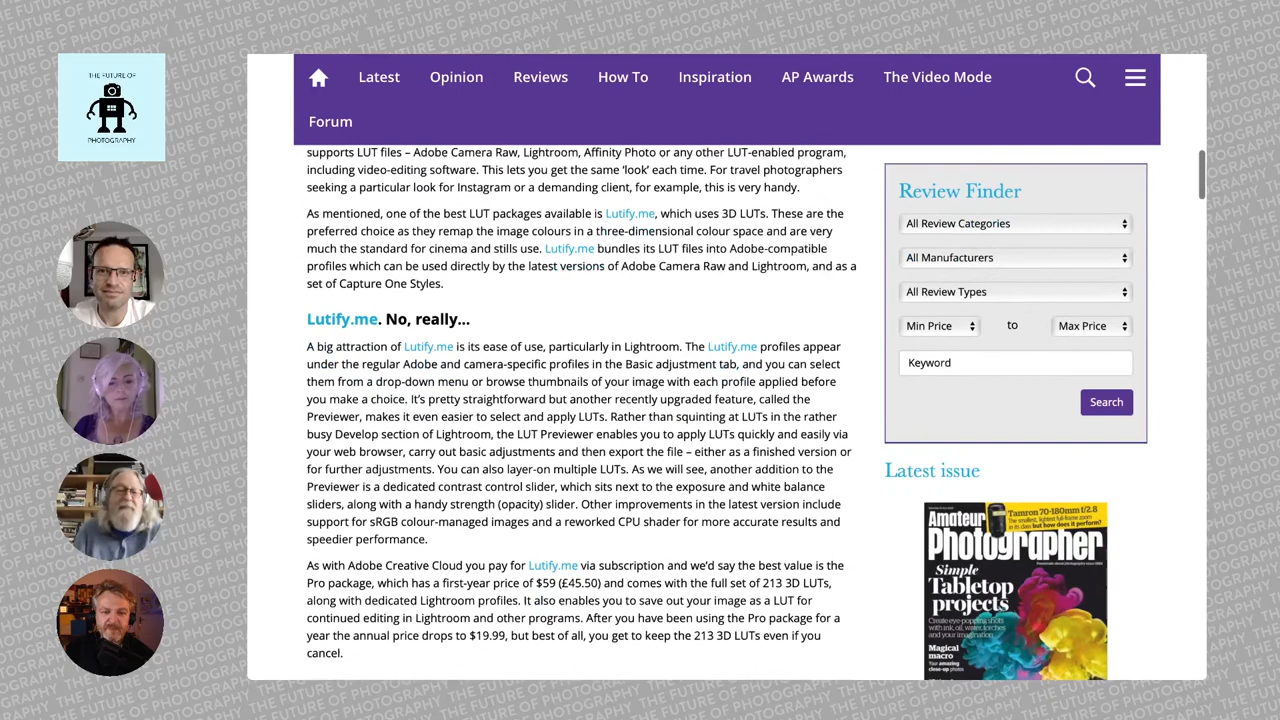 THE FUTURE OF
PHOTOGRAPHY
Latest
Opinion
Reviews
How To
Inspiration
AP Awards
The Video Mode
Forum
supports LUT files – Adobe Camera Raw, Lightroom, Affinity Photo or any other LUT-enabled program,
including video-editing software. This lets you get the same ‘look’ each time. For travel photographers
seeking a particular look for Instagram or a demanding client, for example, this is very handy.
As mentioned, one of the best LUT packages available is Lutify.me, which uses 3D LUTs. These are the
preferred choice as they remap the image colours in a three-dimensional colour space and are very
much the standard for cinema and stills use. Lutify.me bundles its LUT files into Adobe-compatible
profiles which can be used directly by the latest versions of Adobe Camera Raw and Lightroom, and as a
set of Capture One Styles.
Lutify.me. No, really…
A big attraction of Lutify.me is its ease of use, particularly in Lightroom. The Lutify.me profiles appear
under the regular Adobe and camera-specific profiles in the Basic adjustment tab, and you can select
them from a drop-down menu or browse thumbnails of your image with each profile applied before
you make a choice. It’s pretty straightforward but another recently upgraded feature, called the
Previewer, makes it even easier to select and apply LUTs. Rather than squinting at LUTs in the rather
busy Develop section of Lightroom, the LUT Previewer enables you to apply LUTs quickly and easily via
your web browser, carry out basic adjustments and then export the file – either as a finished version or
for further adjustments. You can also layer-on multiple LUTs. As we will see, another addition to the
Previewer is a dedicated contrast control slider, which sits next to the exposure and white balance
sliders, along with a handy strength (opacity) slider. Other improvements in the latest version include
support for sRGB colour-managed images and a reworked CPU shader for more accurate results and
speedier performance.
As with Adobe Creative Cloud you pay for Lutify.me via subscription and we’d say the best value is the
Pro package, which has a first-year price of $59 (£45.50) and comes with the full set of 213 3D LUTs,
along with dedicated Lightroom profiles. It also enables you to save out your image as a LUT for
continued editing in Lightroom and other programs. After you have been using the Pro package for a
year the annual price drops to $19.99, but best of all, you get to keep the 213 3D LUTs even if you
cancel.
Review Finder
All Review Categories
All Manufacturers
All Review Types
Min Price
to
Max Price
Keyword
Search
Latest issue
Tamron 70-180mm f/2.8
The smallest, lightest full-frame zoom
in its class but how does it perform?
Amateur
Photographer
Simple
Tabletop
projects
Create eye-popping shots
with ink, oil, water, torches
and your imagination
Magical
macro
Your amazing
close-up photos